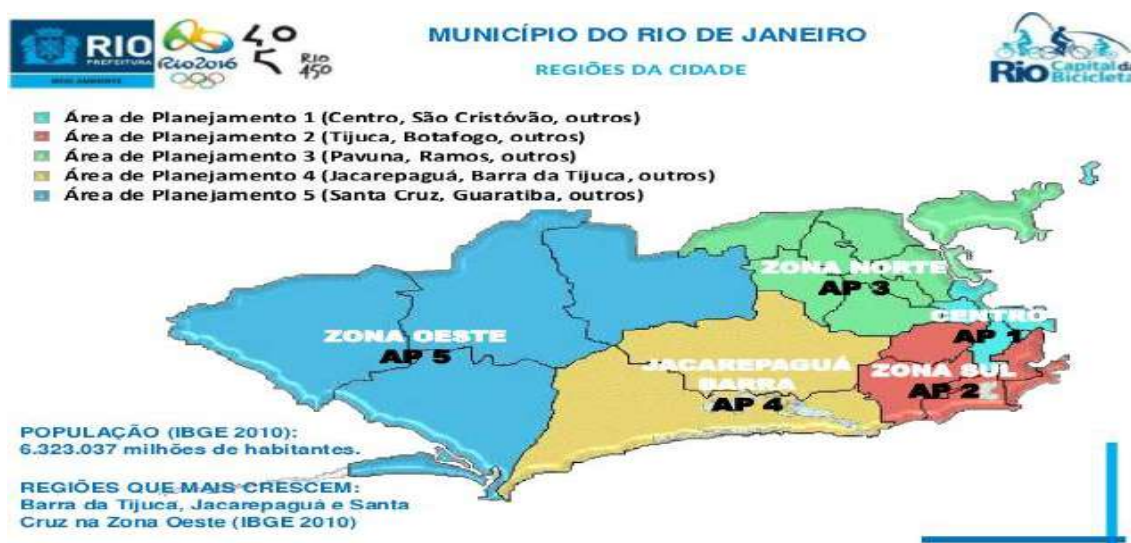 RIO
PREFEITURA
MEIO AMBIENTE
Rio2016
RIO
450
MUNICÍPIO DO RIO DE JANEIRO
REGIÕES DA CIDADE
Rio Capital da
Bicicleta
Área de Planejamento 1 (Centro, São Cristóvão, outros)
Área de Planejamento 2 (Tijuca, Botafogo, outros)
Área de Planejamento 3 (Pavuna, Ramos, outros)
Área de Planejamento 4 (Jacarepaguá, Barra da Tijuca, outros)
Área de Planejamento 5 (Santa Cruz, Guaratiba, outros)
ZONA NORTE
AP 3
CENTRO
AP 1
ZONA OESTE
AP 5
JACAREPAGUÁ
BARRA
AP 4
ZONA SUL
AP 2
POPULAÇÃO (IBGE 2010):
6.323.037 milhões de habitantes.
REGIÕES QUE MAIS CRESCEM:
Barra da Tijuca, Jacarepaguá e Santa
Cruz na Zona Oeste (IBGE 2010)